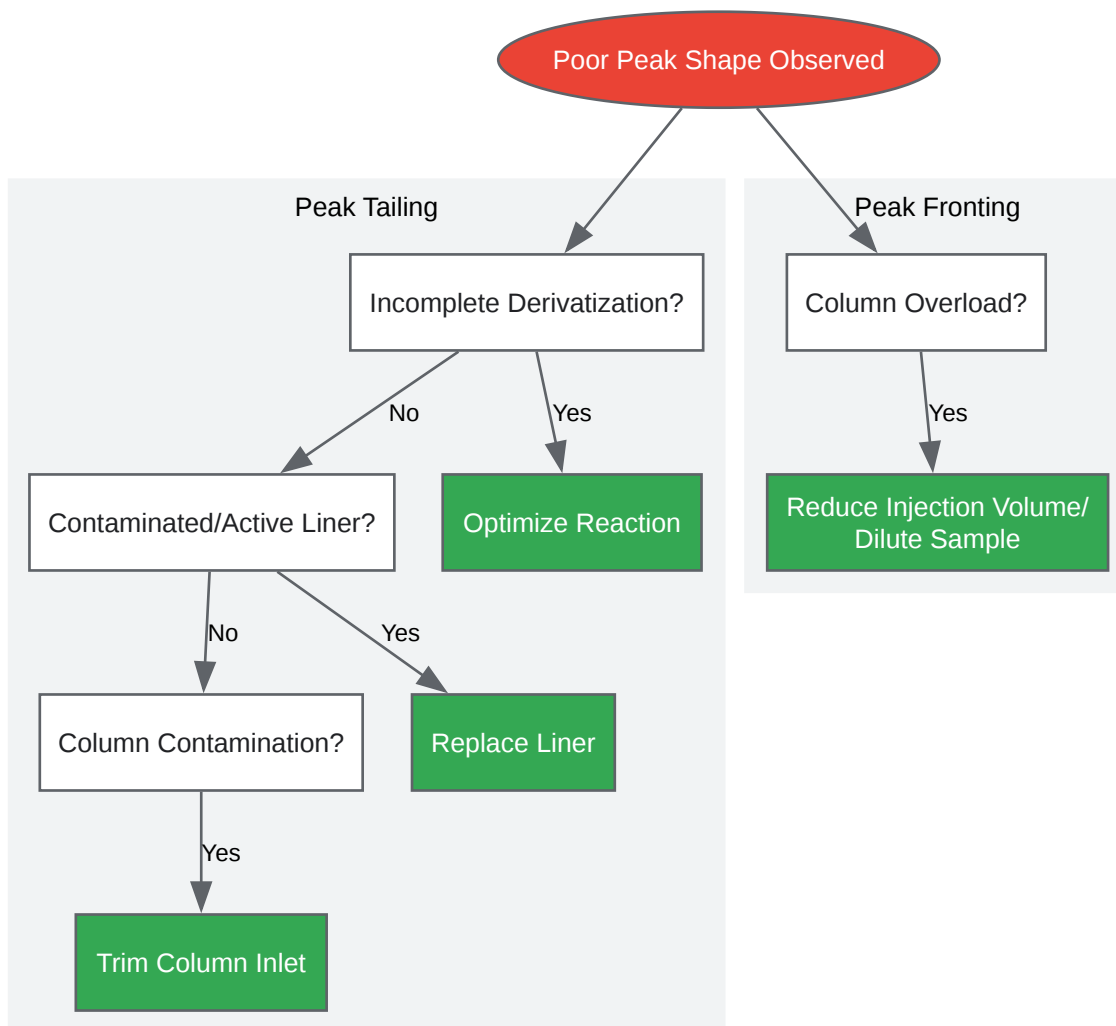 Poor Peak Shape Observed
Peak Tailing
Peak Fronting
Incomplete Derivatization?
Column Overload?
No
Yes
Yes
Contaminated/Active Liner?
Optimize Reaction
Reduce Injection Volume/
Dilute Sample
No
Yes
Column Contamination?
Replace Liner
Yes
Trim Column Inlet